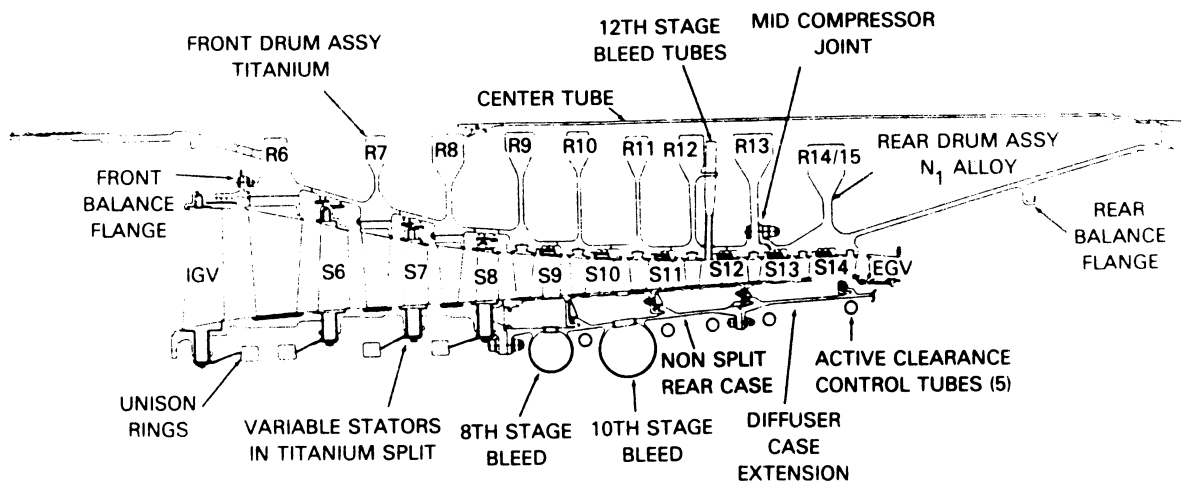 12TH STAGE
BLEED TUBES
MID COMPRESSOR
JOINT
FRONT DRUM ASSY
TITANIUM
CENTER TUBE
R6
R7
R8
R9
R10
R11
R12
R13
R14/15
REAR DRUM ASSY
N1 ALLOY
FRONT
BALANCE
FLANGE
REAR
BALANCE
FLANGE
IGV
S6
S7
S8
S9
S10
S11
S12
S13
S14
EGV
UNISON
RINGS
VARIABLE STATORS
IN TITANIUM SPLIT
8TH STAGE
BLEED
10TH STAGE
BLEED
NON SPLIT
REAR CASE
DIFFUSER
CASE
EXTENSION
ACTIVE CLEARANCE
CONTROL TUBES (5)